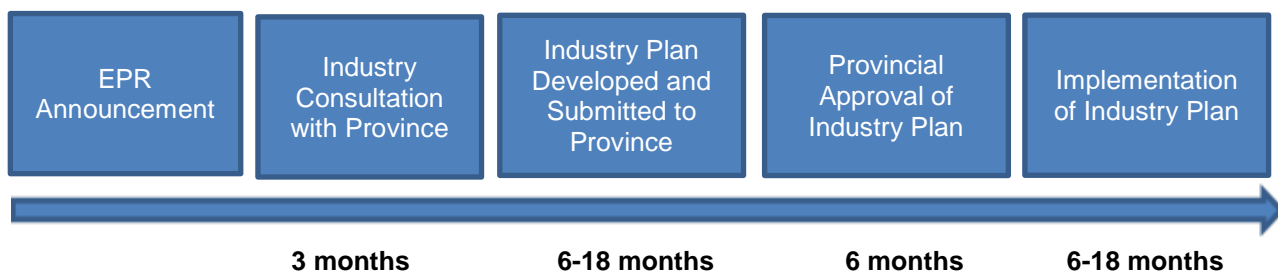 EPR
Announcement
Industry
Consultation
with Province
Industry Plan
Developed and
Submitted to
Province
Provincial
Approval of
Industry Plan
Implementation
of Industry Plan
3 months
6-18 months
6 months
6-18 months